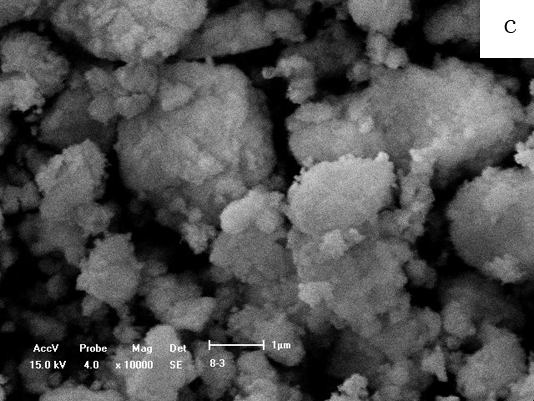 C
AccV Probe Mag Det 1µm
15.0 kV 4.0 x 10000 SE 8-3